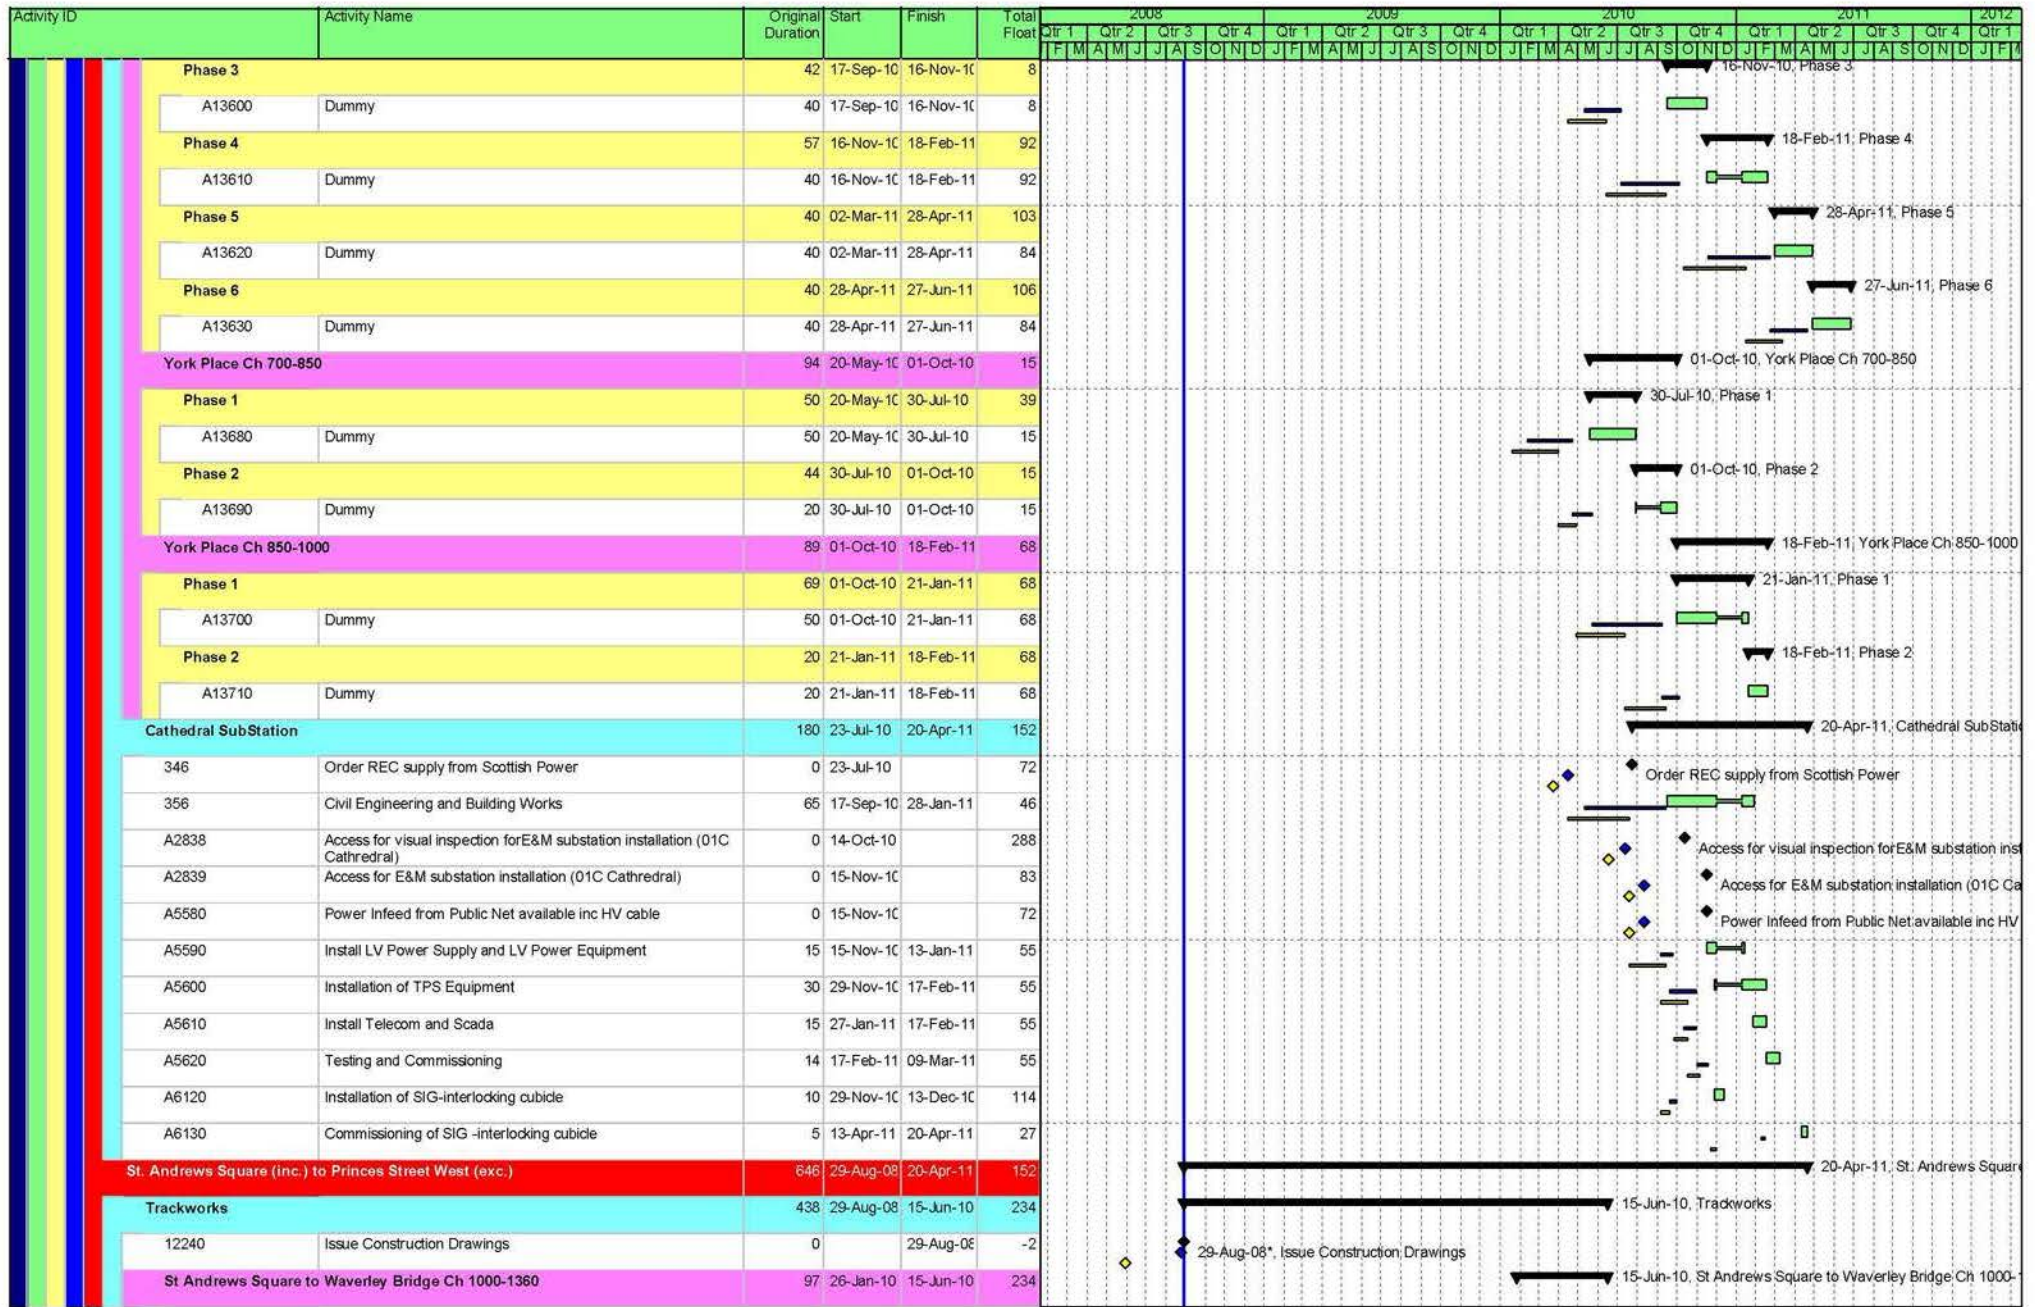 Activity ID Activity Name Original Duration Start Finish Total Float
2008 2009 2010 2011 2012
Qtr 1 Qtr 2 Qtr 3 Qtr 4 Qtr 1 Qtr 2 Qtr 3 Qtr 4 Qtr 1 Qtr 2 Qtr 3 Qtr 4 Qtr 1 Qtr 2 Qtr 3 Qtr 4 Qtr 1
F M A M J J A S O N D J F M A M J J A S O N D J F M A M J J A S O N D J F M A M J J A S O N D J F M
Phase 3 42 17-Sep-10 16-Nov-10 8 16-Nov-10, Phase 3
A13600 Dummy 40 17-Sep-10 16-Nov-10 8
Phase 4 57 16-Nov-10 18-Feb-11 92 18-Feb-11, Phase 4
A13610 Dummy 40 16-Nov-10 18-Feb-11 92
Phase 5 40 02-Mar-11 28-Apr-11 103 28-Apr-11, Phase 5
A13620 Dummy 40 02-Mar-11 28-Apr-11 84
Phase 6 40 28-Apr-11 27-Jun-11 106 27-Jun-11, Phase 6
A13630 Dummy 40 28-Apr-11 27-Jun-11 84
York Place Ch 700-850 94 20-May-10 01-Oct-10 15 01-Oct-10, York Place Ch 700-850
Phase 1 50 20-May-10 30-Jul-10 39 30-Jul-10, Phase 1
A13680 Dummy 50 20-May-10 30-Jul-10 15
Phase 2 44 30-Jul-10 01-Oct-10 15 01-Oct-10, Phase 2
A13690 Dummy 20 30-Jul-10 01-Oct-10 15
York Place Ch 850-1000 89 01-Oct-10 18-Feb-11 68 18-Feb-11, York Place Ch 850-1000
Phase 1 69 01-Oct-10 21-Jan-11 68 21-Jan-11, Phase 1
A13700 Dummy 50 01-Oct-10 21-Jan-11 68
Phase 2 20 21-Jan-11 18-Feb-11 68 18-Feb-11, Phase 2
A13710 Dummy 20 21-Jan-11 18-Feb-11 68
Cathedral SubStation 180 23-Jul-10 20-Apr-11 152 20-Apr-11, Cathedral SubStatio
346 Order REC supply from Scottish Power 0 23-Jul-10 72 Order REC supply from Scottish Power
356 Civil Engineering and Building Works 65 17-Sep-10 28-Jan-11 46
A2838 Access for visual inspection forE&M substation installation (01C Cathredral) 0 14-Oct-10 288 Access for visual inspection forE&M substation inst
A2839 Access for E&M substation installation (01C Cathredral) 0 15-Nov-10 83 Access for E&M substation installation (01C Ca
A5580 Power Infeed from Public Net available inc HV cable 0 15-Nov-10 72 Power Infeed from Public Net available inc HV
A5590 Install LV Power Supply and LV Power Equipment 15 15-Nov-10 13-Jan-11 55
A5600 Installation of TPS Equipment 30 29-Nov-10 17-Feb-11 55
A5610 Install Telecom and Scada 15 27-Jan-11 17-Feb-11 55
A5620 Testing and Commissioning 14 17-Feb-11 09-Mar-11 55
A6120 Installation of SIG-interlocking cubicle 10 29-Nov-10 13-Dec-10 114
A6130 Commissioning of SIG -interlocking cubicle 5 13-Apr-11 20-Apr-11 27
St. Andrews Square (inc.) to Princes Street West (exc.) 646 29-Aug-08 20-Apr-11 152 20-Apr-11, St. Andrews Square
Trackworks 438 29-Aug-08 15-Jun-10 234 15-Jun-10, Trackworks
12240 Issue Construction Drawings 0 29-Aug-08 -2 29-Aug-08*, Issue Construction Drawings
St Andrews Square to Waverley Bridge Ch 1000-1360 97 26-Jan-10 15-Jun-10 234 15-Jun-10, St Andrews Square to Waverley Bridge Ch 1000-1